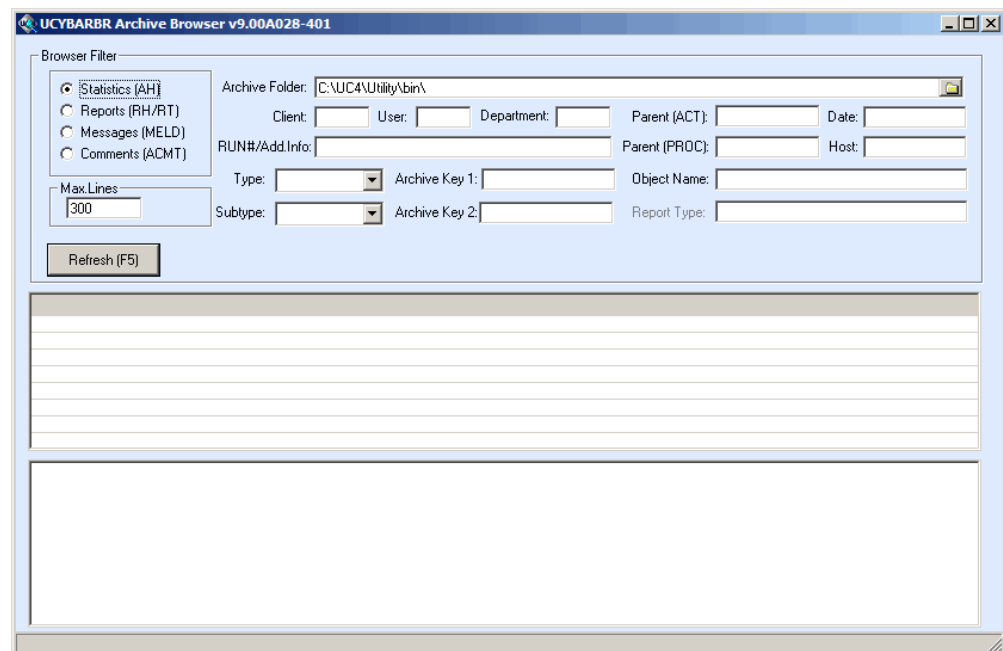 UCYBARBR Archive Browser v9.00A028-401
Browser Filter
Statistics (AH)
Reports (RH/RT)
Messages (MELD)
Comments (ACMT)
Max.Lines
300
Refresh (F5)
Archive Folder: C:\UC4\Utility\bin\
Client: User: Department: Parent (ACT): Date:
RUN#/Add.Info: Parent (PROC): Host:
Type: Archive Key 1: Object Name:
Subtype: Archive Key 2: Report Type: